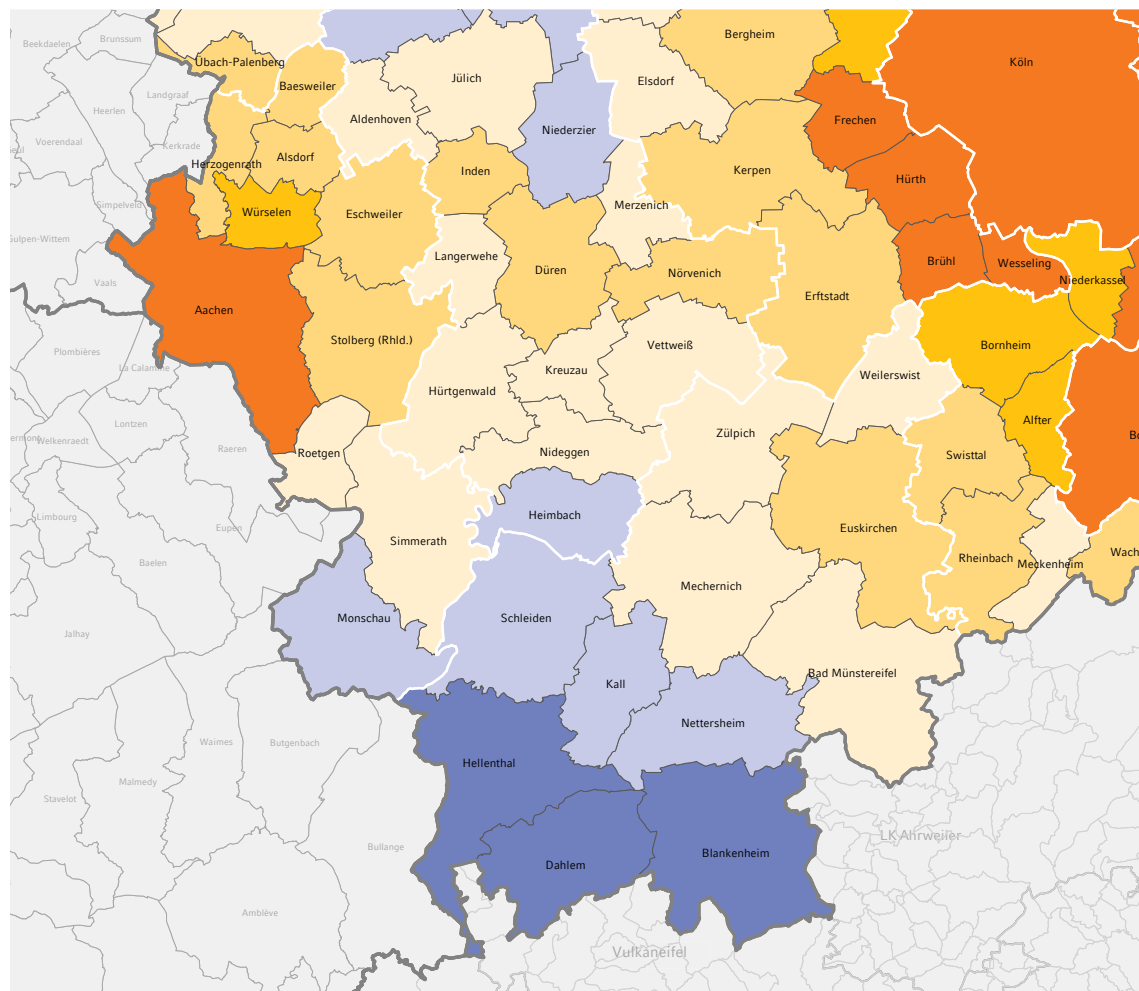 Bergheim
Brunssum
Beekdaelen
Übach-Palenberg
Köln
Jülich
Elsdorf
Baesweiler
Landgraaf
Heerlen
Aldenhoven
Frechen
Niederzier
Voerendaal
Kerkrade
Alsdorf
Herzogenrath
Inden
Kerpen
Hürth
Simpelveld
Merzenich
Würselen
Eschweiler
Gulpen-Wittem
Langerwehe
Brühl
Wesseling
Düren
Nörvenich
Niederkassel
Vaals
Erftstadt
Aachen
Stolberg (Rhld.)
Vettweiß
Bornheim
Plombières
La Calamine
Kreuzau
Weilerswist
Hürtgenwald
Alfter
Lontzen
Zülpich
Welkenraedt
Raeren
Roetgen
Nideggen
Swisttal
Limbourg
Heimbach
Eupen
Euskirchen
Simmerath
Wach
Rheinbach
Meckenheim
Baelen
Mechernich
Monschau
Schleiden
Jalhay
Bad Münstereifel
Kall
Nettersheim
Waimes
Butgenbach
Hellenthal
Malmedy
Stavelot
LK Ahrweiler
Bullange
Blankenheim
Dahlem
Amblève
Vulkaneifel